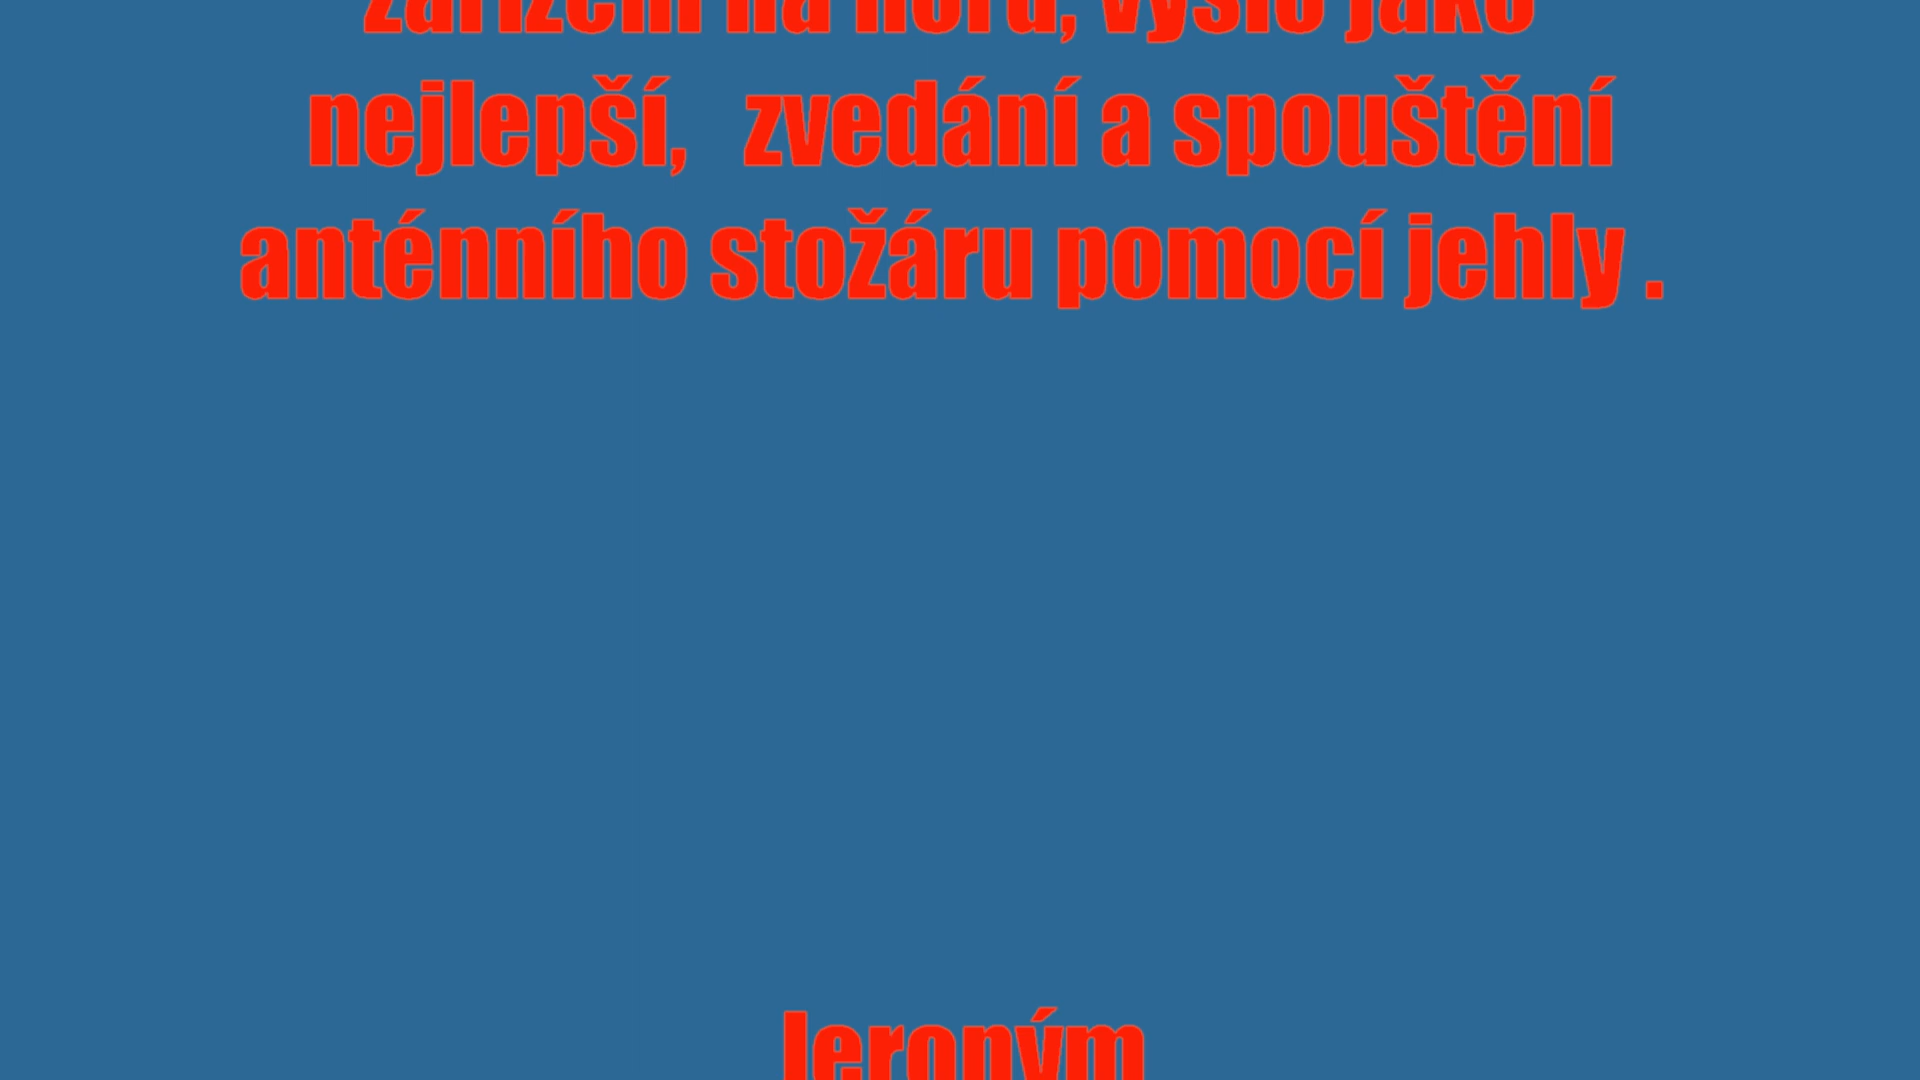 zařízení na horu, vyšlo jako
nejlepší,   zvedání a spouštění
anténního stožáru pomocí jehly .
Jeroným